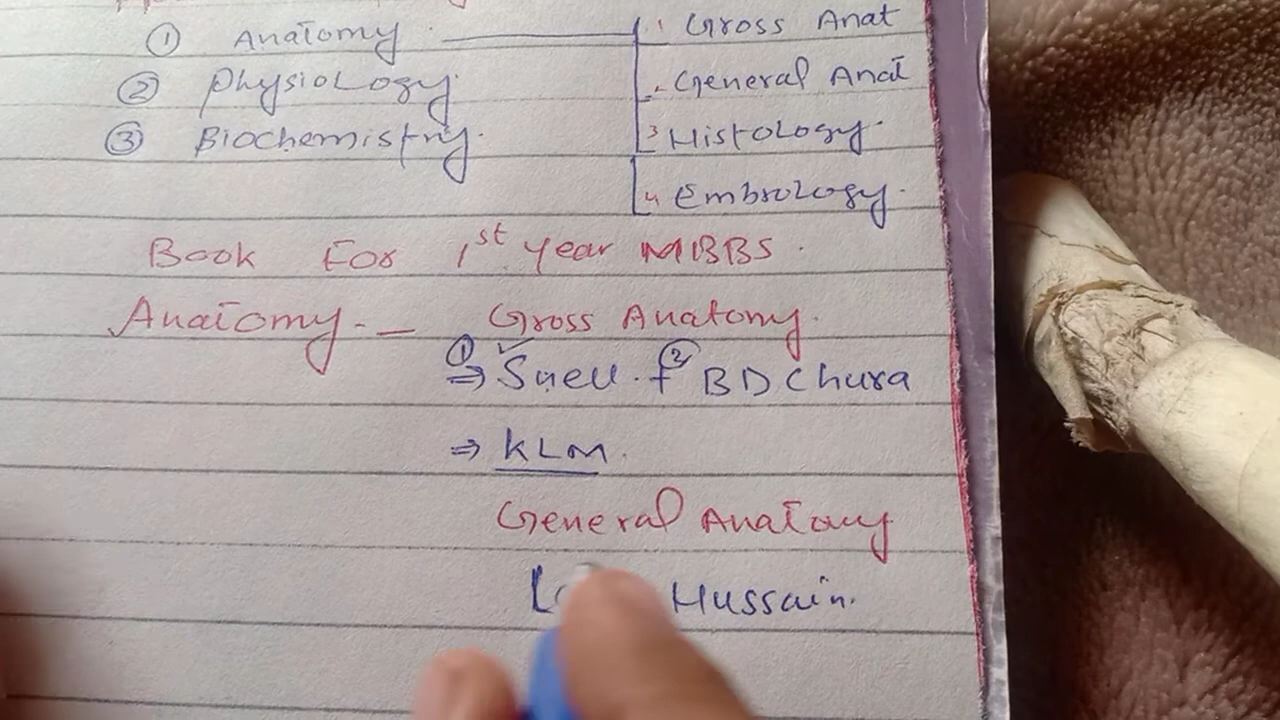 ① Anatomy 1 Gross Anat
② Physiology. 2 General Anat
③ Biochemistry. 3 Histology.
4 Embrology.
Book For 1st year MBBS.
Anatomy. — Gross Anatomy.
① ⇒ Snell. f ② BD Chura
⇒ KLM.
General Anatomy
Hussain.